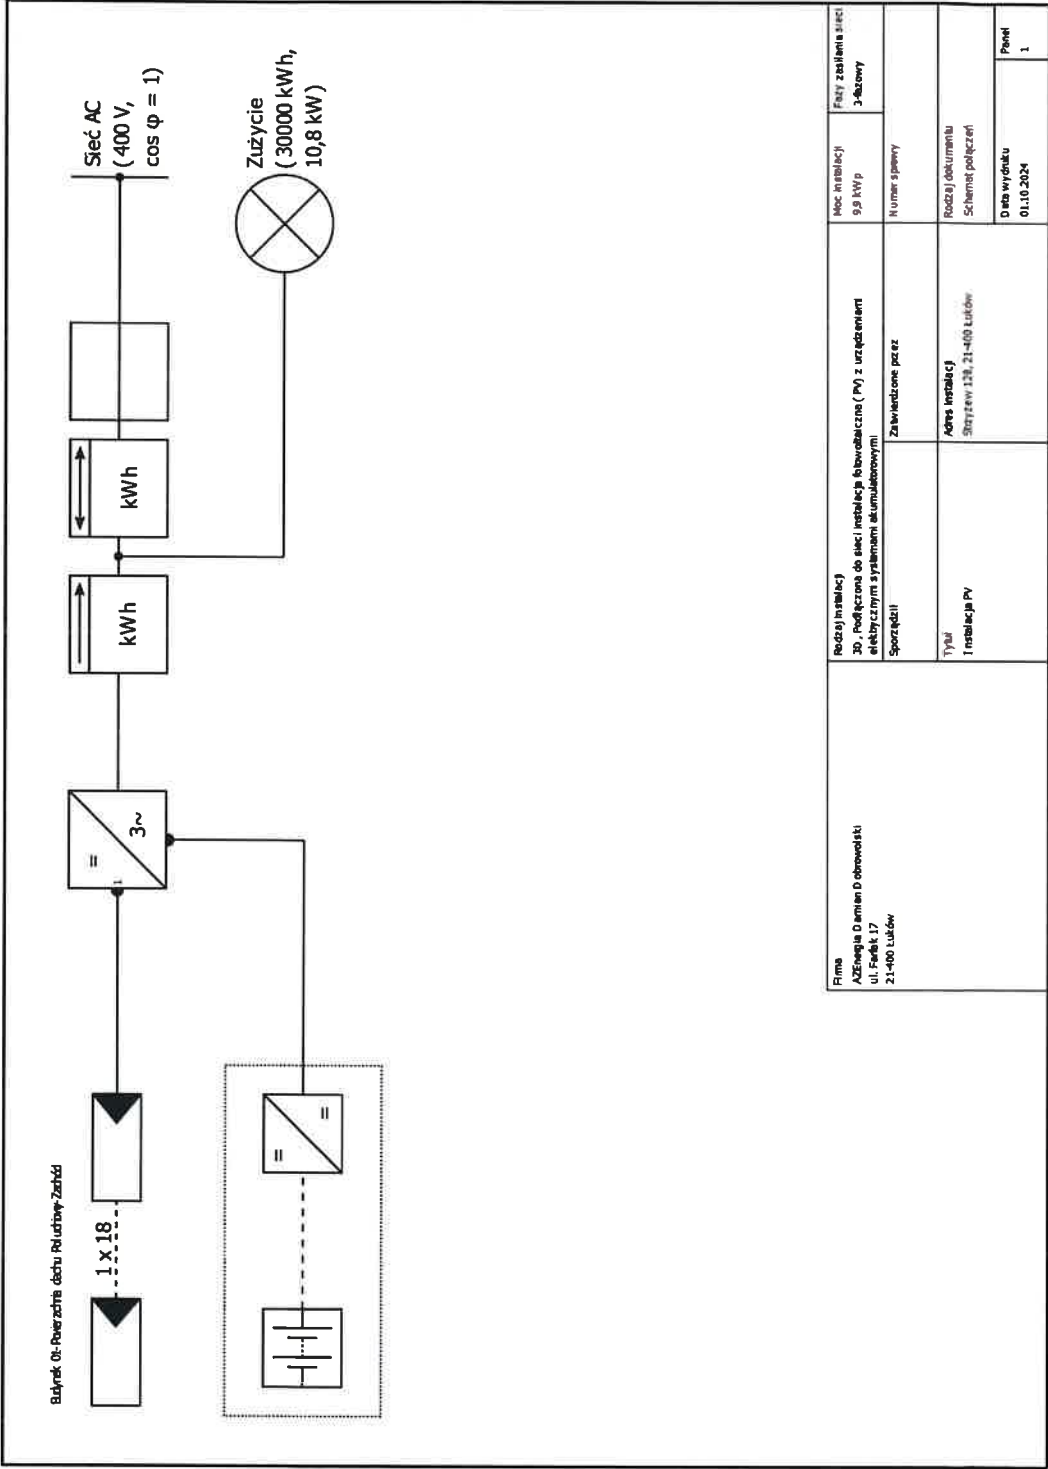 Budynek 01-Powierzchnia dachu Południowy-Zachód
1 x 18
=
1
3~
=
=
kWh
kWh
Sieć AC
(400 V,
cos φ = 1)
Zużycie
(30000 kWh,
10,8 kW)
Firma
AZEnergia Damian Dobrowolski
ul. Farfak 17
21-400 Łuków
Rodzaj instalacji
3D, Podłączona do sieci instalacja fotowoltaiczna (PV) z urządzeniami
elektrycznymi systemami akumulatorowymi
Moc instalacji
9,9 kWp
Fazy zasilania sieci
3-fazowy
Sporządził
Zatwierdzone przez
Numer sprawy
Tytuł
Instalacja PV
Adres instalacji
Strzyżew 128, 21-400 Łuków
Rodzaj dokumentu
Schemat połączeń
Data wydruku
01.10.2024
Panel
1